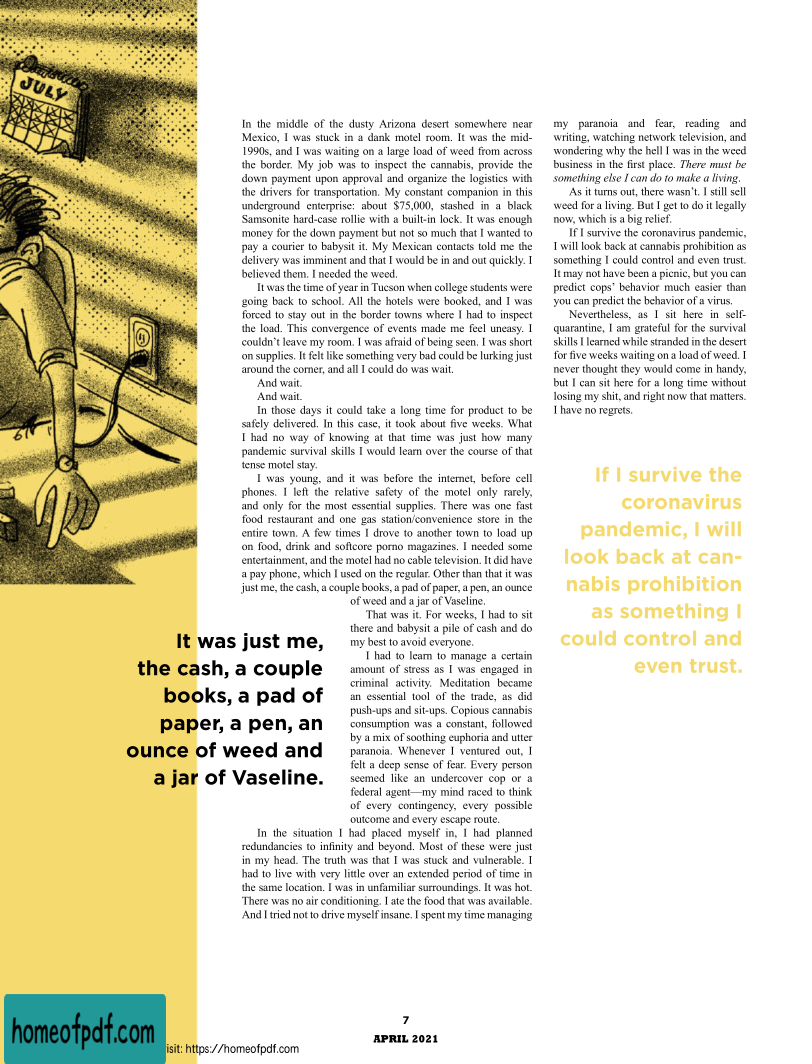 JULY
In the middle of the dusty Arizona desert somewhere near
Mexico, I was stuck in a dank motel room. It was the mid-
1990s, and I was waiting on a large load of weed from across
the border. My job was to inspect the cannabis, provide the
down payment upon approval and organize the logistics with
the drivers for transportation. My constant companion in this
underground enterprise: about $75,000, stashed in a black
Samsonite hard-case rollie with a built-in lock. It was enough
money for the down payment but not so much that I wanted to
pay a courier to babysit it. My Mexican contacts told me the
delivery was imminent and that I would be in and out quickly. I
believed them. I needed the weed.
It was the time of year in Tucson when college students were
going back to school. All the hotels were booked, and I was
forced to stay out in the border towns where I had to inspect
the load. This convergence of events made me feel uneasy. I
couldn’t leave my room. I was afraid of being seen. I was short
on supplies. It felt like something very bad could be lurking just
around the corner, and all I could do was wait.
And wait.
And wait.
In those days it could take a long time for product to be
safely delivered. In this case, it took about five weeks. What
I had no way of knowing at that time was just how many
pandemic survival skills I would learn over the course of that
tense motel stay.
I was young, and it was before the internet, before cell
phones. I left the relative safety of the motel only rarely,
and only for the most essential supplies. There was one fast
food restaurant and one gas station/convenience store in the
entire town. A few times I drove to another town to load up
on food, drink and softcore porno magazines. I needed some
entertainment, and the motel had no cable television. It did have
a pay phone, which I used on the regular. Other than that it was
just me, the cash, a couple books, a pad of paper, a pen, an ounce
of weed and a jar of Vaseline.
That was it. For weeks, I had to sit
there and babysit a pile of cash and do
my best to avoid everyone.
I had to learn to manage a certain
amount of stress as I was engaged in
criminal activity. Meditation became
an essential tool of the trade, as did
push-ups and sit-ups. Copious cannabis
consumption was a constant, followed
by a mix of soothing euphoria and utter
paranoia. Whenever I ventured out, I
felt a deep sense of fear. Every person
seemed like an undercover cop or a
federal agent—my mind raced to think
of every contingency, every possible
outcome and every escape route.
In the situation I had placed myself in, I had planned
redundancies to infinity and beyond. Most of these were just
in my head. The truth was that I was stuck and vulnerable. I
had to live with very little over an extended period of time in
the same location. I was in unfamiliar surroundings. It was hot.
There was no air conditioning. I ate the food that was available.
And I tried not to drive myself insane. I spent my time managing
my paranoia and fear, reading and
writing, watching network television, and
wondering why the hell I was in the weed
business in the first place. There must be
something else I can do to make a living.
As it turns out, there wasn’t. I still sell
weed for a living. But I get to do it legally
now, which is a big relief.
If I survive the coronavirus pandemic,
I will look back at cannabis prohibition as
something I could control and even trust.
It may not have been a picnic, but you can
predict cops’ behavior much easier than
you can predict the behavior of a virus.
Nevertheless, as I sit here in self-
quarantine, I am grateful for the survival
skills I learned while stranded in the desert
for five weeks waiting on a load of weed. I
never thought they would come in handy,
but I can sit here for a long time without
losing my shit, and right now that matters.
I have no regrets.
If I survive the
coronavirus
pandemic, I will
look back at can-
nabis prohibition
as something I
could control and
even trust.
It was just me,
the cash, a couple
books, a pad of
paper, a pen, an
ounce of weed and
a jar of Vaseline.
7
APRIL 2021
homeofpdf.com
isit: https://homeofpdf.com